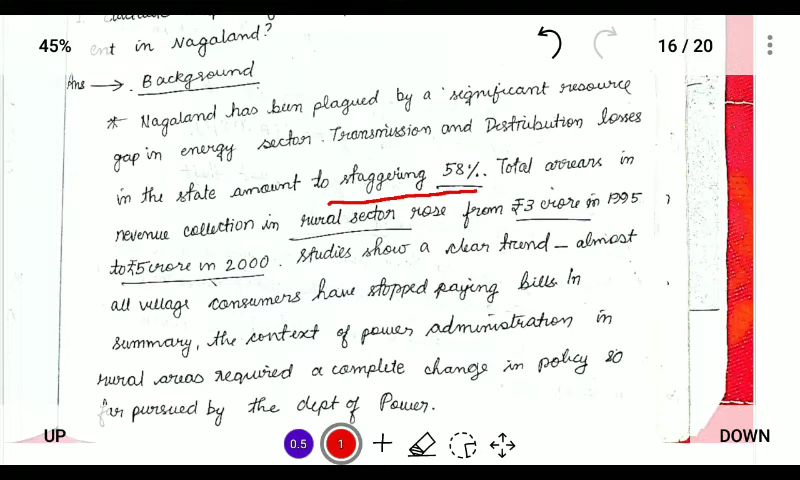 45%
16 / 20
ent in Nagaland?
Ans → . Background
* Nagaland has been plagued by a significant resource
gap in energy sector. Transmission and Distribution losses
in the state amount to staggering 58%. Total arrears in
revenue collection in rural sector rose from ₹3 crore in 1995
to ₹5 crore in 2000. Studies show a clear trend - almost
all village consumers have stopped paying bills. In
summary, the context of power administration in
rural areas required a complete change in policy so
far pursued by the dept of Power.
UP
0.5
1
DOWN